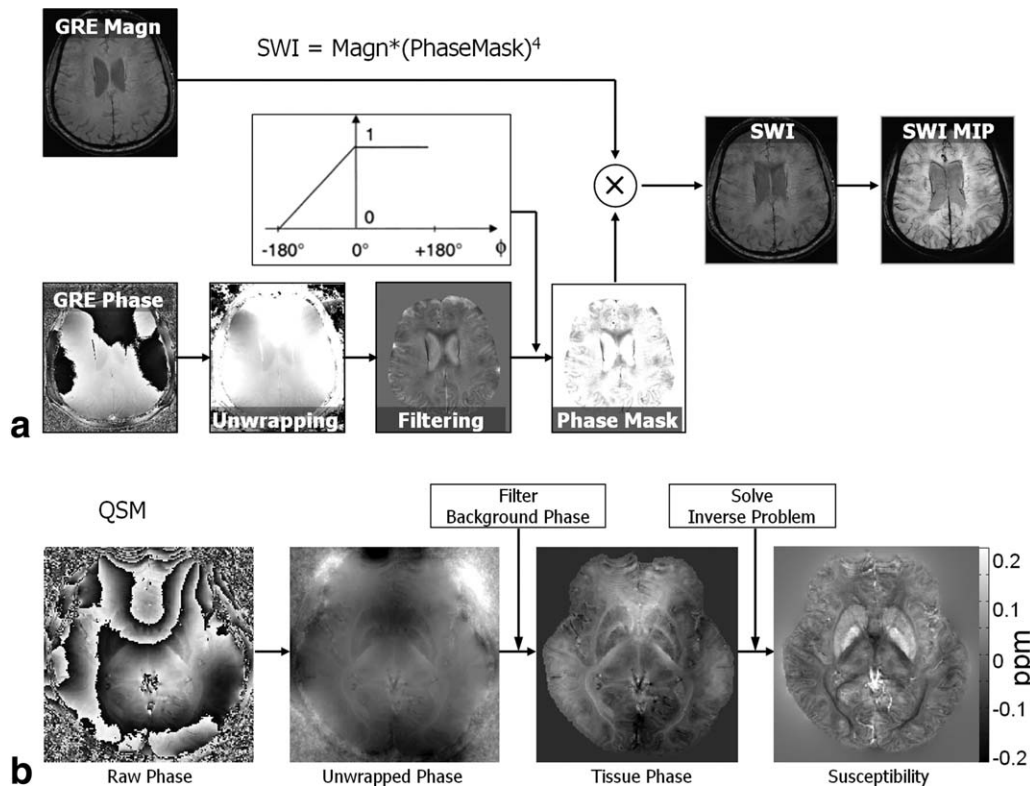 GRE Magn
SWI = Magn*(PhaseMask)⁴
1
0
-180° 0° +180° ϕ
SWI
SWI MIP
GRE Phase
Unwrapping
Filtering
Phase Mask
a
QSM
Filter
Background Phase
Solve
Inverse Problem
0.2
0.1
0
-0.1
-0.2
ppm
b
Raw Phase
Unwrapped Phase
Tissue Phase
Susceptibility